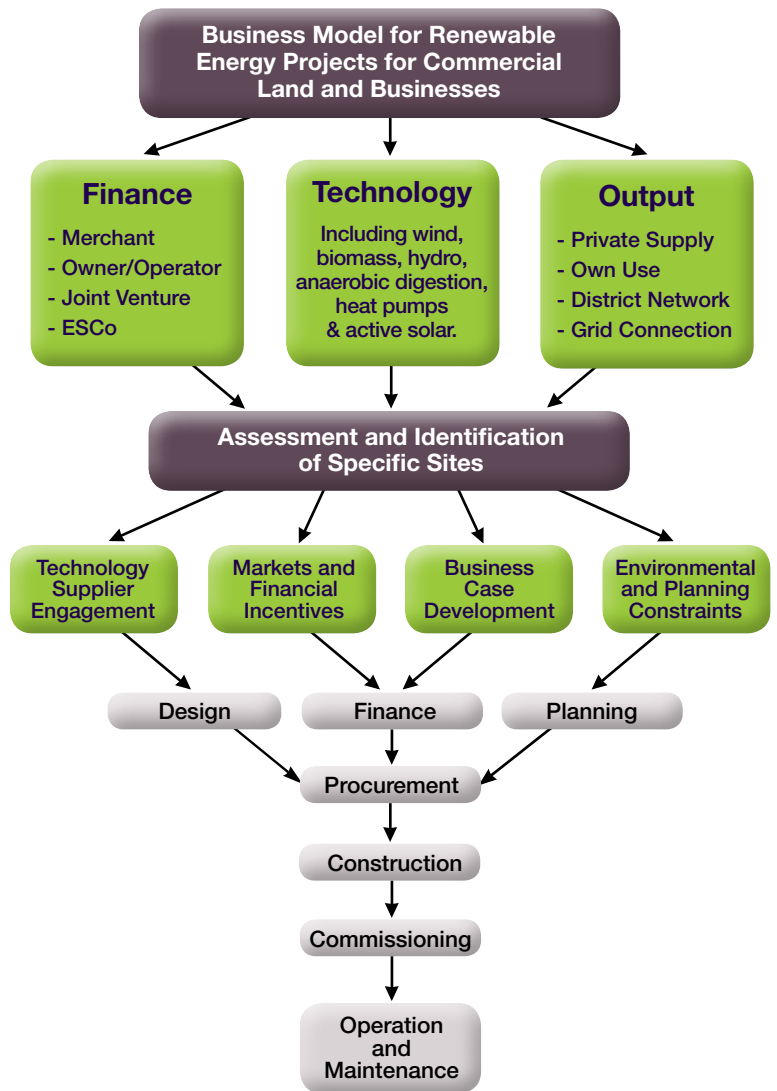 Business Model for Renewable
Energy Projects for Commercial
Land and Businesses
Finance
- Merchant
- Owner/Operator
- Joint Venture
- ESCo
Technology
Including wind,
biomass, hydro,
anaerobic digestion,
heat pumps
& active solar.
Output
- Private Supply
- Own Use
- District Network
- Grid Connection
Assessment and Identification
of Specific Sites
Technology
Supplier
Engagement
Markets and
Financial
Incentives
Business
Case
Development
Environmental
and Planning
Constraints
Design
Finance
Planning
Procurement
Construction
Commissioning
Operation
and
Maintenance